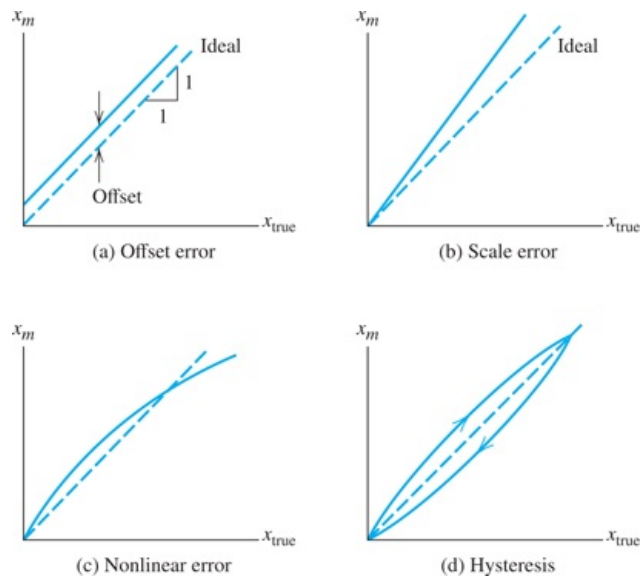 x_m
Ideal
1
1
Offset
x_true
(a) Offset error
x_m
Ideal
x_true
(b) Scale error
x_m
x_true
(c) Nonlinear error
x_m
x_true
(d) Hysteresis